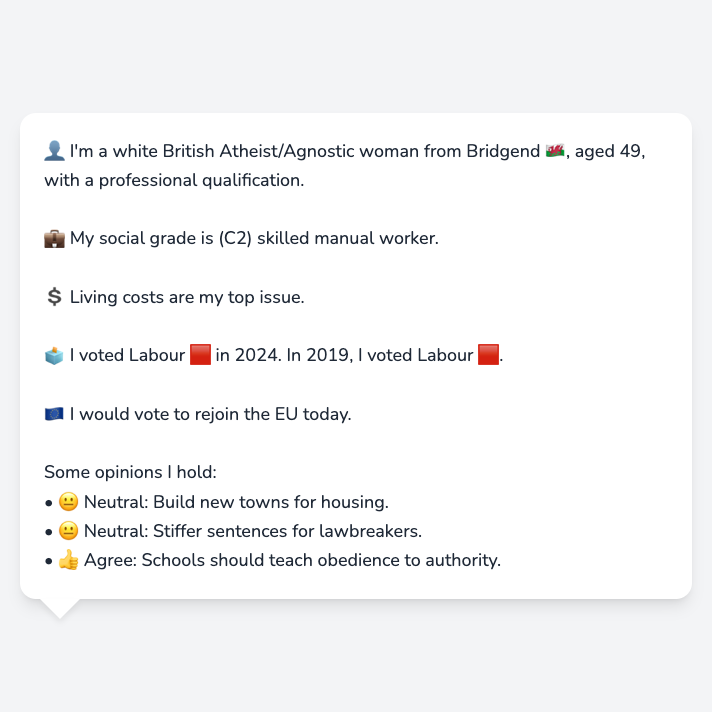 👤 I'm a white British Atheist/Agnostic woman from Bridgend 🏴󠁧󠁢󠁷󠁬󠁳󠁿, aged 49,
with a professional qualification.
💼 My social grade is (C2) skilled manual worker.
💲 Living costs are my top issue.
🗳️ I voted Labour 🟥 in 2024. In 2019, I voted Labour 🟥.
🇪🇺 I would vote to rejoin the EU today.
Some opinions I hold:
• 😐 Neutral: Build new towns for housing.
• 😐 Neutral: Stiffer sentences for lawbreakers.
• 👍 Agree: Schools should teach obedience to authority.